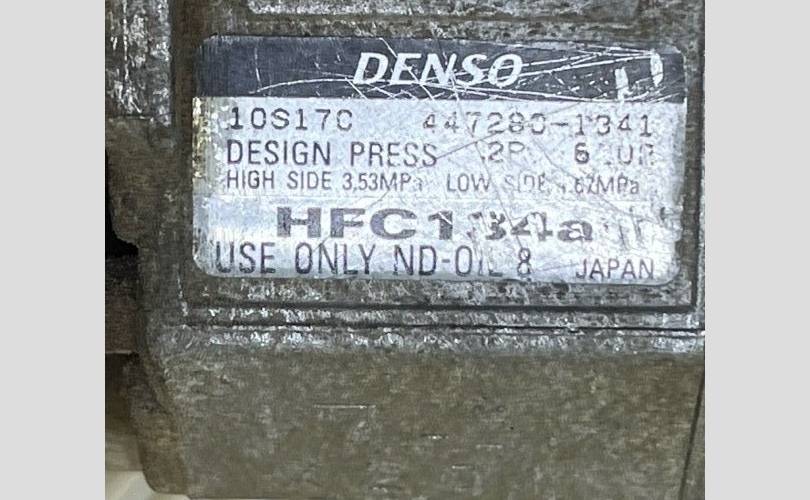 DENSO
10S17C 447280-1341
DESIGN PRESS
HIGH SIDE 3.53MPa LOW SIDE
HFC134a
USE ONLY ND-OIL 8 JAPAN